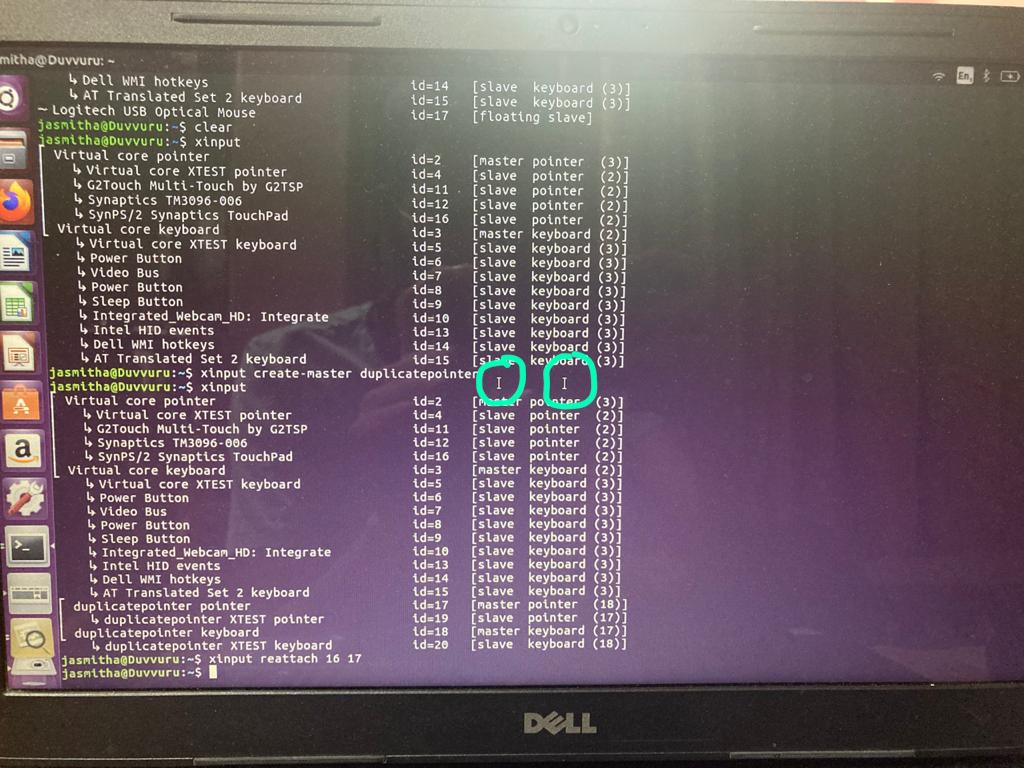 mitha@Duvvuru: ~
En
↳ Dell WMI hotkeys id=14 [slave keyboard (3)]
↳ AT Translated Set 2 keyboard id=15 [slave keyboard (3)]
~ Logitech USB Optical Mouse id=17 [floating slave]
jasmitha@Duvvuru:~$ clear
jasmitha@Duvvuru:~$ xinput
⎡ Virtual core pointer id=2 [master pointer (3)]
⎜ ↳ Virtual core XTEST pointer id=4 [slave pointer (2)]
⎜ ↳ G2Touch Multi-Touch by G2TSP id=11 [slave pointer (2)]
⎜ ↳ Synaptics TM3096-006 id=12 [slave pointer (2)]
⎜ ↳ SynPS/2 Synaptics TouchPad id=16 [slave pointer (2)]
⎣ Virtual core keyboard id=3 [master keyboard (2)]
↳ Virtual core XTEST keyboard id=5 [slave keyboard (3)]
↳ Power Button id=6 [slave keyboard (3)]
↳ Video Bus id=7 [slave keyboard (3)]
↳ Power Button id=8 [slave keyboard (3)]
↳ Sleep Button id=9 [slave keyboard (3)]
↳ Integrated_Webcam_HD: Integrate id=10 [slave keyboard (3)]
↳ Intel HID events id=13 [slave keyboard (3)]
↳ Dell WMI hotkeys id=14 [slave keyboard (3)]
↳ AT Translated Set 2 keyboard id=15 [slave keyboard (3)]
jasmitha@Duvvuru:~$ xinput create-master duplicatepointer
jasmitha@Duvvuru:~$ xinput
⎡ Virtual core pointer id=2 [master pointer (3)]
⎜ ↳ Virtual core XTEST pointer id=4 [slave pointer (2)]
⎜ ↳ G2Touch Multi-Touch by G2TSP id=11 [slave pointer (2)]
⎜ ↳ Synaptics TM3096-006 id=12 [slave pointer (2)]
⎜ ↳ SynPS/2 Synaptics TouchPad id=16 [slave pointer (2)]
⎣ Virtual core keyboard id=3 [master keyboard (2)]
↳ Virtual core XTEST keyboard id=5 [slave keyboard (3)]
↳ Power Button id=6 [slave keyboard (3)]
↳ Video Bus id=7 [slave keyboard (3)]
↳ Power Button id=8 [slave keyboard (3)]
↳ Sleep Button id=9 [slave keyboard (3)]
↳ Integrated_Webcam_HD: Integrate id=10 [slave keyboard (3)]
↳ Intel HID events id=13 [slave keyboard (3)]
↳ Dell WMI hotkeys id=14 [slave keyboard (3)]
↳ AT Translated Set 2 keyboard id=15 [slave keyboard (3)]
⎡ duplicatepointer pointer id=17 [master pointer (18)]
⎜ ↳ duplicatepointer XTEST pointer id=19 [slave pointer (17)]
⎣ duplicatepointer keyboard id=18 [master keyboard (17)]
↳ duplicatepointer XTEST keyboard id=20 [slave keyboard (18)]
jasmitha@Duvvuru:~$ xinput reattach 16 17
jasmitha@Duvvuru:~$
DELL